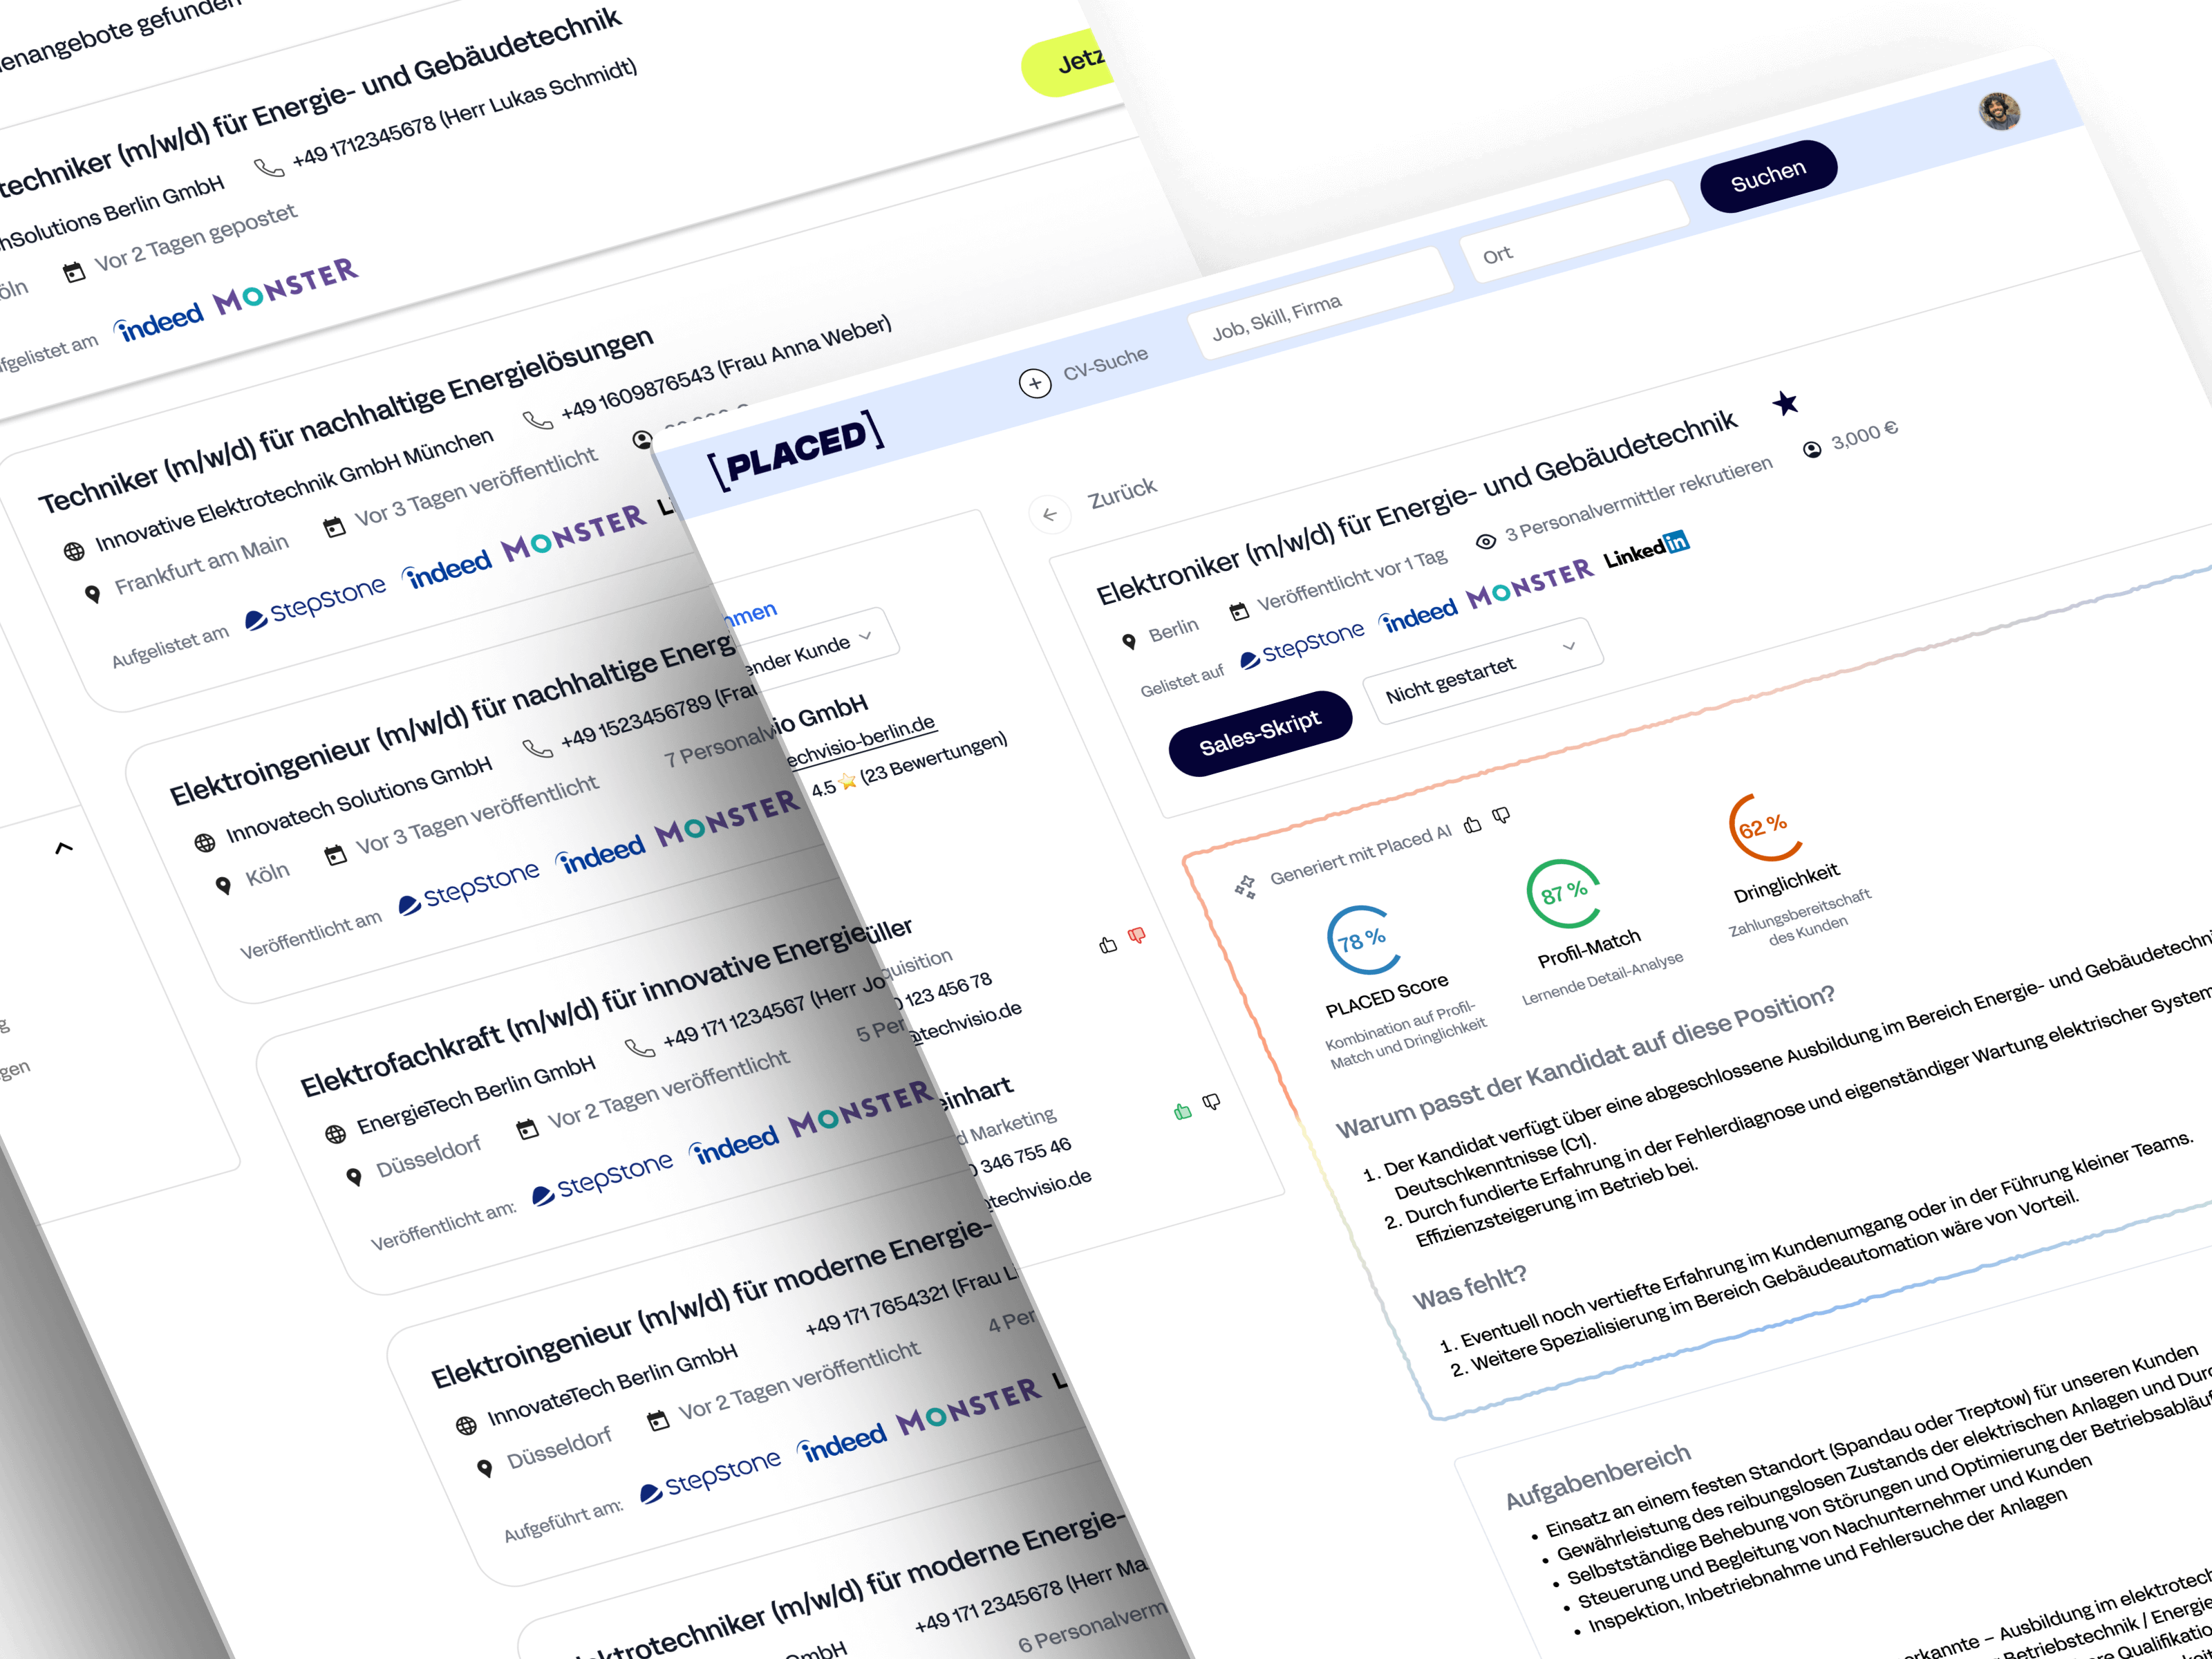 enangebote gefunden
techniker (m/w/d) für Energie- und Gebäudetechnik
hSolutions Berlin GmbH
+49 1712345678 (Herr Lukas Schmidt)
öln
Vor 2 Tagen gepostet
fgelistet am
indeed
MONSTER
Jetz
Techniker (m/w/d) für nachhaltige Energielösungen
Innovative Elektrotechnik GmbH München
+49 1609876543 (Frau Anna Weber)
Frankfurt am Main
Vor 3 Tagen veröffentlicht
Aufgelistet am
StepStone
indeed
MONSTER
Li
Elektroingenieur (m/w/d) für nachhaltige Energ
Innovatech Solutions GmbH
+49 1523456789 (Frau
Köln
Vor 3 Tagen veröffentlicht
7 Personalv
Veröffentlicht am
StepStone
indeed
MONSTER
g
gen
Elektrofachkraft (m/w/d) für innovative Energie
EnergieTech Berlin GmbH
+49 171 1234567 (Herr Jo
Düsseldorf
Vor 2 Tagen veröffentlicht
5 Per
Veröffentlicht am:
StepStone
indeed
MONSTER
Elektroingenieur (m/w/d) für moderne Energie-
InnovateTech Berlin GmbH
+49 171 7654321 (Frau L
Düsseldorf
Vor 2 Tagen veröffentlicht
4 Per
Aufgeführt am:
StepStone
indeed
MONSTER
L
ektrotechniker (m/w/d) für moderne Energie-
GmbH
+49 171 2345678 (Herr Ma
6 Personalverm
[PLACED]
CV-Suche
Job, Skill, Firma
Ort
Suchen
hmen
ender Kunde
io GmbH
echvisio-berlin.de
4.5 ⭐ (23 Bewertungen)
üller
quisition
0 123 456 78
@techvisio.de
einhart
d Marketing
0 346 755 46
@techvisio.de
Zurück
Elektroniker (m/w/d) für Energie- und Gebäudetechnik
Berlin
Veröffentlicht vor 1 Tag
3 Personalvermittler rekrutieren
3,000 €
Gelistet auf
StepStone
indeed
MONSTER
LinkedIn
Sales-Skript
Nicht gestartet
Generiert mit Placed AI
78 %
PLACED Score
Kombination auf Profil-
Match und Dringlichkeit
87 %
Profil-Match
Lernende Detail-Analyse
62 %
Dringlichkeit
Zahlungsbereitschaft
des Kunden
Warum passt der Kandidat auf diese Position?
1. Der Kandidat verfügt über eine abgeschlossene Ausbildung im Bereich Energie- und Gebäudetechni
Deutschkenntnisse (C1).
2. Durch fundierte Erfahrung in der Fehlerdiagnose und eigenständiger Wartung elektrischer System
Effizienzsteigerung im Betrieb bei.
Was fehlt?
1. Eventuell noch vertiefte Erfahrung im Kundenumgang oder in der Führung kleiner Teams.
2. Weitere Spezialisierung im Bereich Gebäudeautomation wäre von Vorteil.
Aufgabenbereich
• Einsatz an einem festen Standort (Spandau oder Treptow) für unseren Kunden
• Gewährleistung des reibungslosen Zustands der elektrischen Anlagen und Durc
• Selbstständige Behebung von Störungen und Optimierung der Betriebsabläuf
• Steuerung und Begleitung von Nachunternehmer und Kunden
• Inspektion, Inbetriebnahme und Fehlersuche der Anlagen
erkannte – Ausbildung im elektrotech
Betriebstechnik / Energie
re Qualifikatio